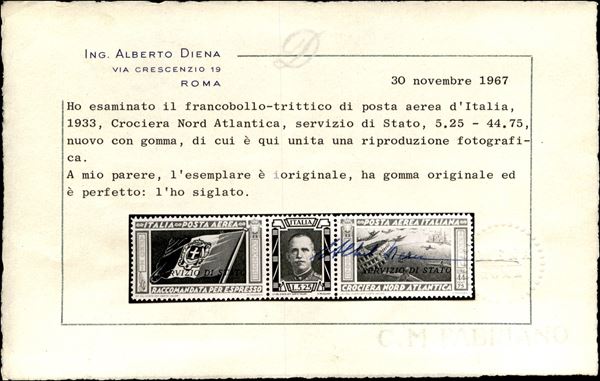 ING. ALBERTO DIENA
VIA CRESCENZIO 19
ROMA
30 novembre 1967
Ho esaminato il francobollo-trittico di posta aerea d'Italia,
1933, Crociera Nord Atlantica, servizio di Stato, 5.25 - 44.75,
nuovo con gomma, di cui è qui unita una riproduzione fotografi-
ca.
A mio parere, l'esemplare è ioriginale, ha gomma originale ed
è perfetto: l'ho siglato.
ITALIA POSTA AEREA
SERVIZIO DI STATO
RACCOMANDATA PER ESPRESSO
ITALIA
L.5.25
POSTA AEREA ITALIANA
SERVIZIO DI STATO
CROCIERA NORD ATLANTICA
44
75
C.M FABRIANO